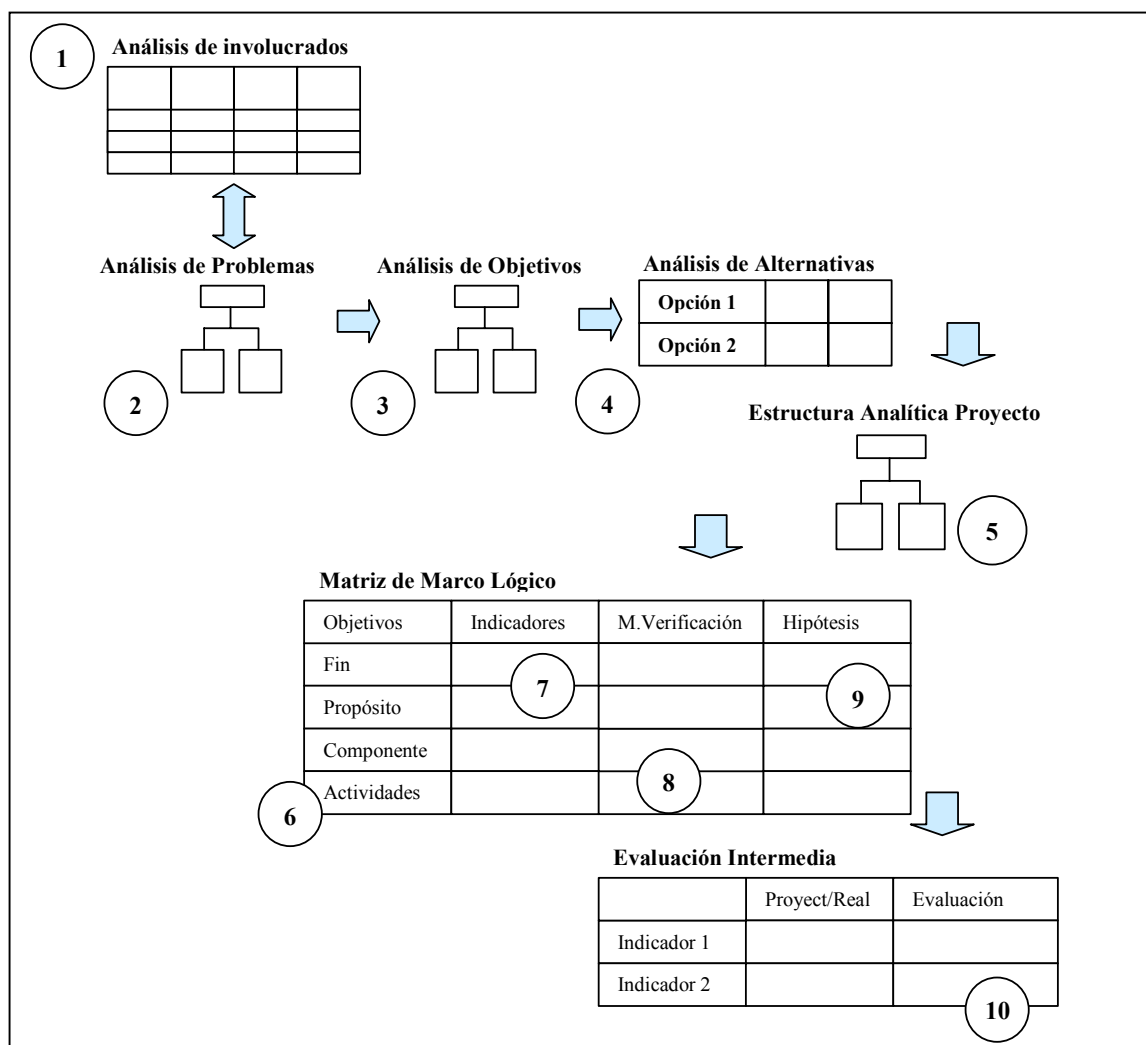 1
Análisis de involucrados
Análisis de Problemas
Análisis de Objetivos
Análisis de Alternativas
Opción 1
Opción 2
2
3
4
Estructura Analítica Proyecto
5
Matriz de Marco Lógico
Objetivos Indicadores M.Verificación Hipótesis
Fin
7
9
Propósito
Componente
8
Actividades
6
Evaluación Intermedia
Proyect/Real Evaluación
Indicador 1
Indicador 2
10